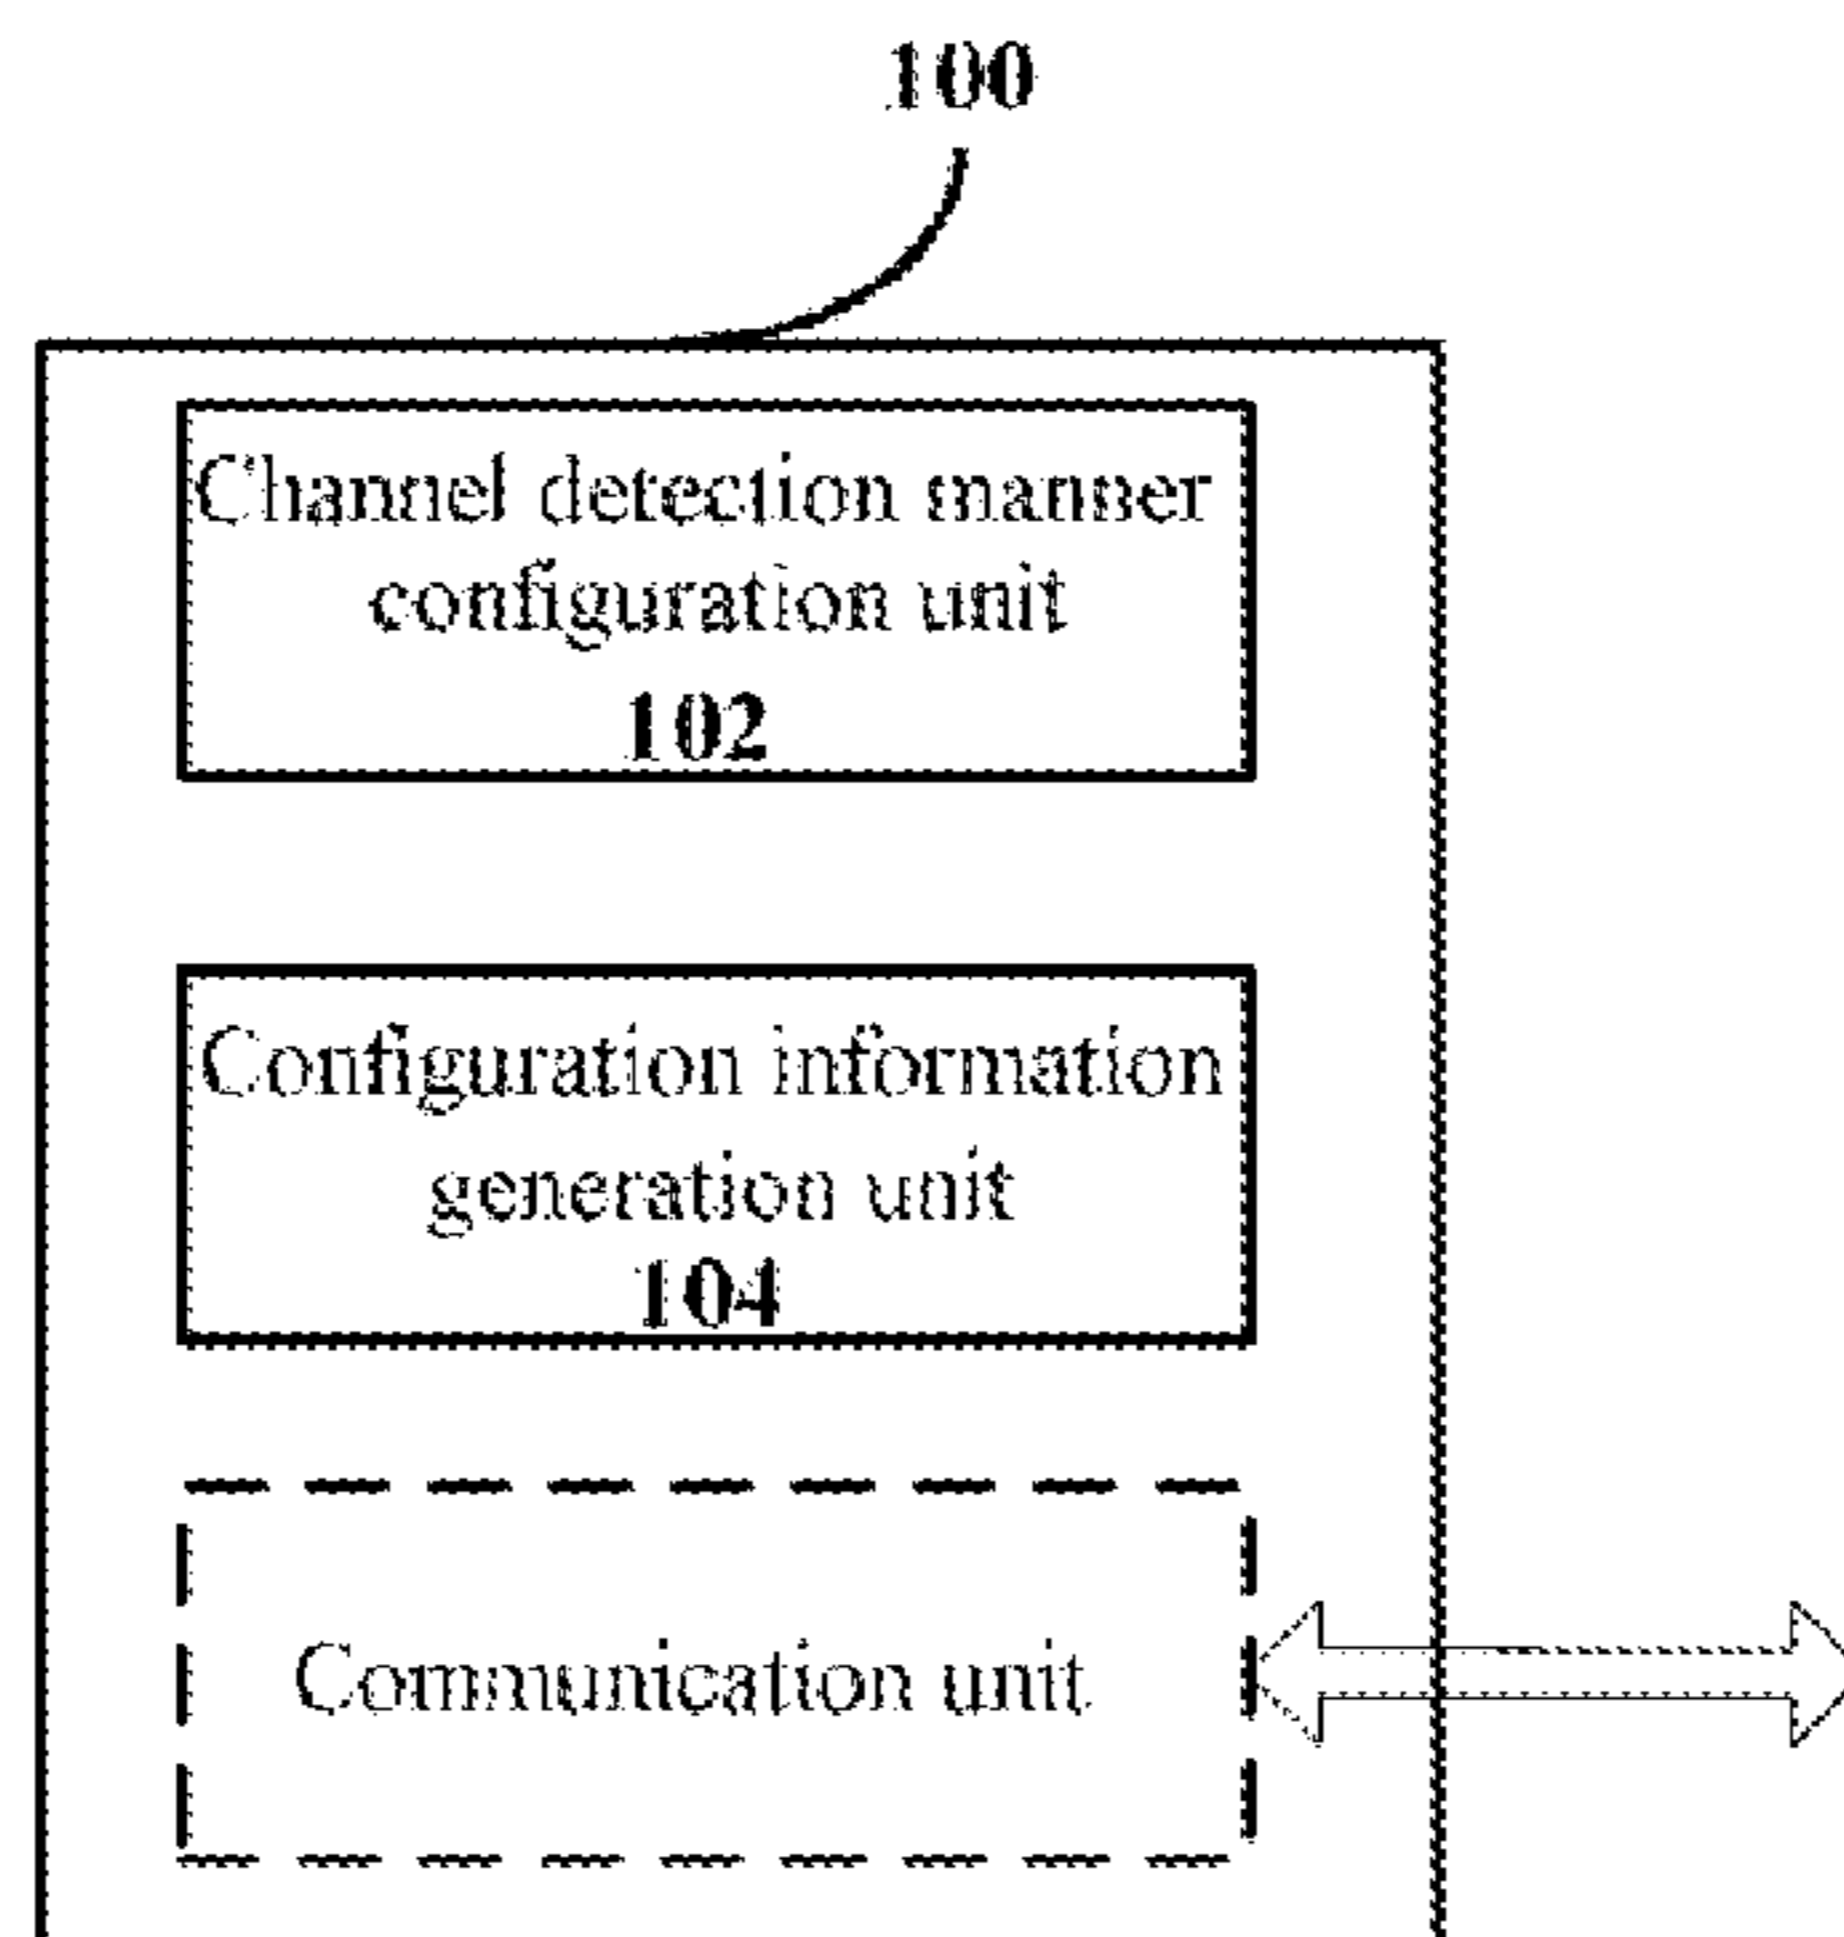 100
Channel detection manner
configuration unit
102
Configuration information
generation unit
104
Communication unit